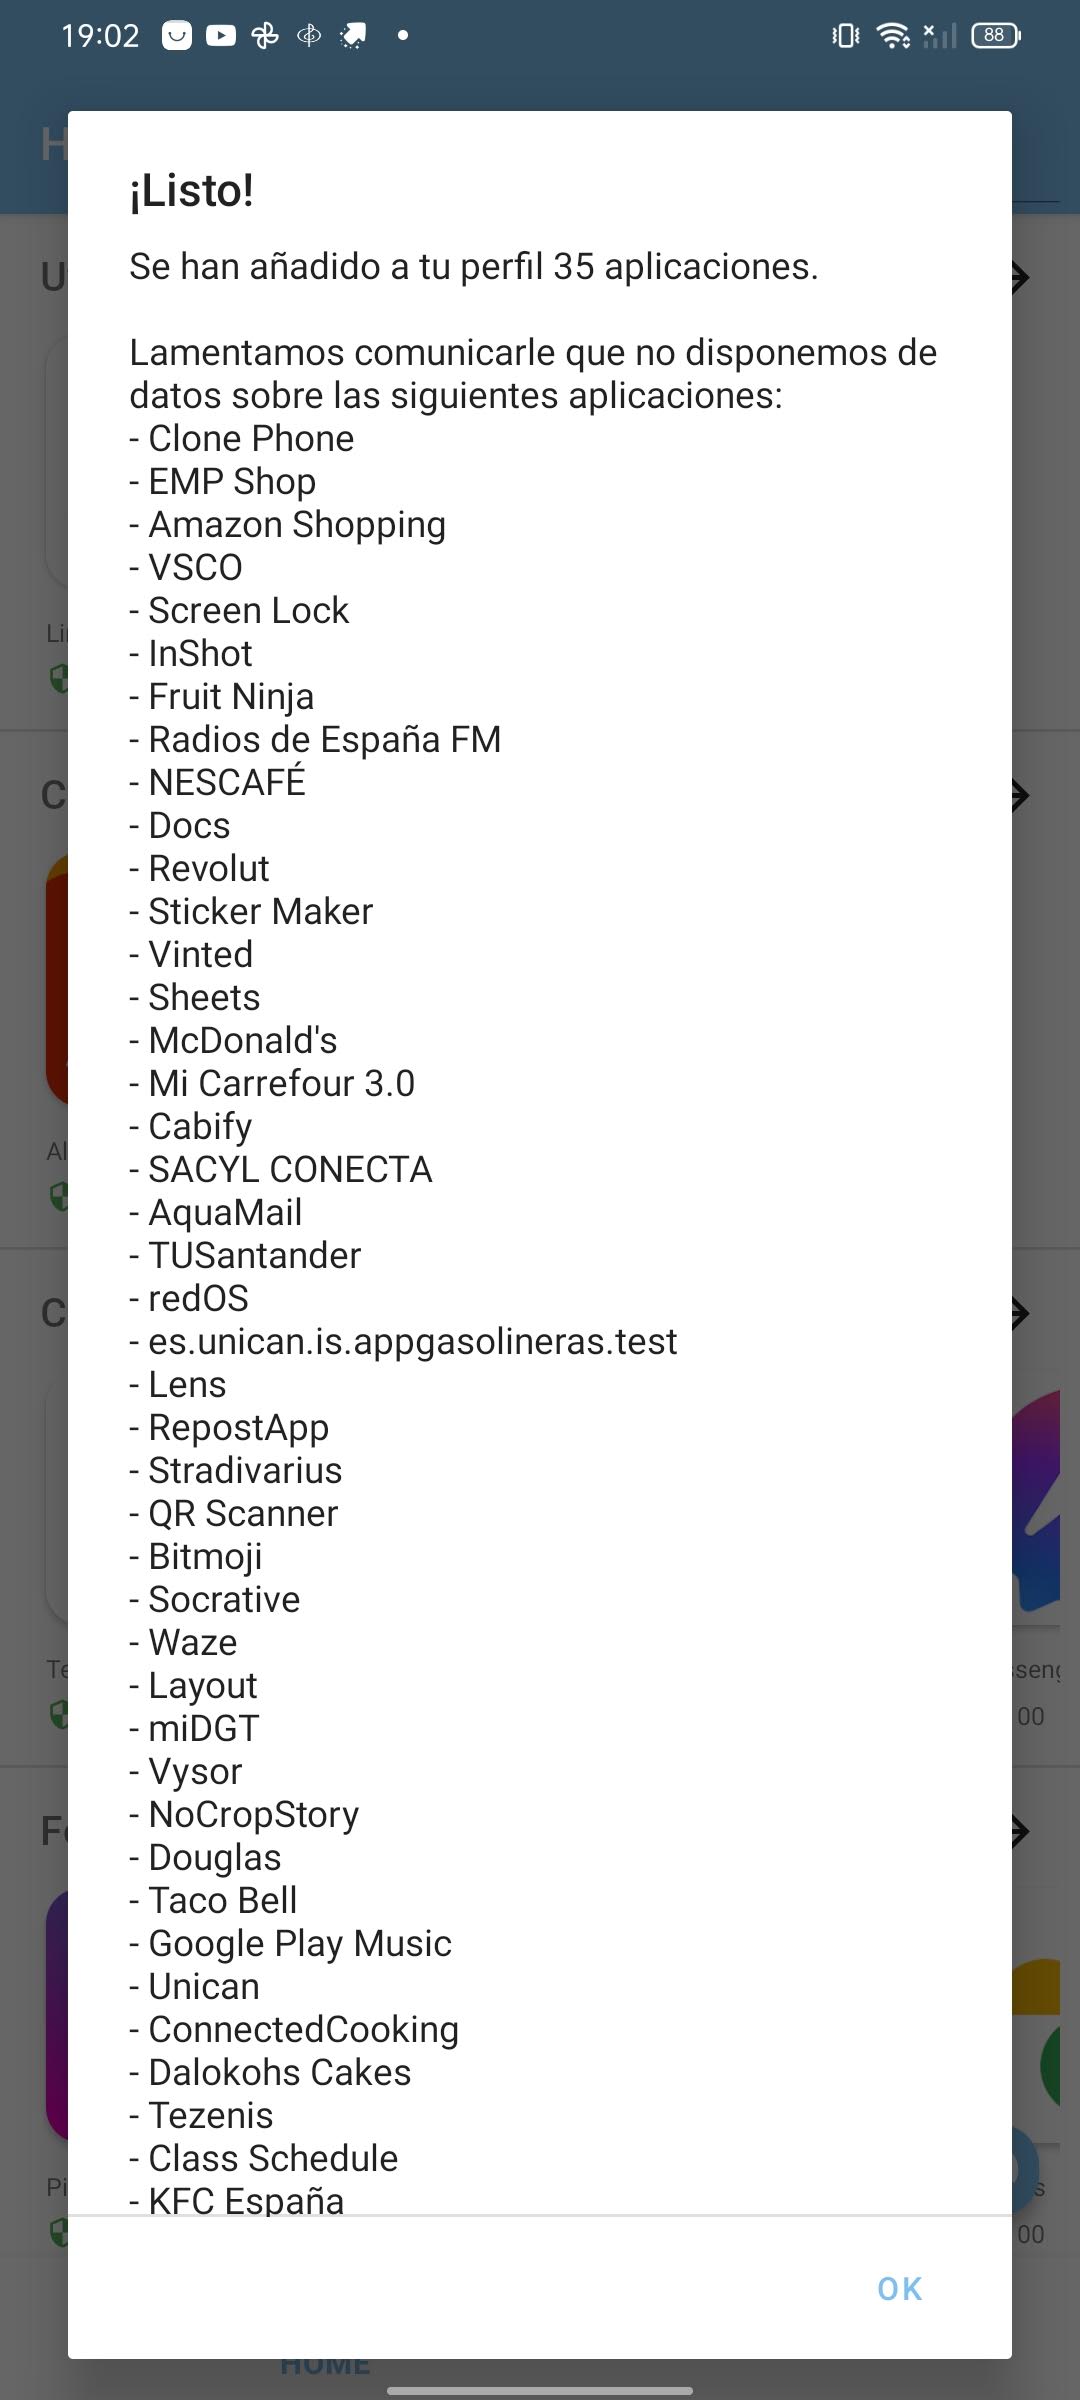 19:02
88
¡Listo!
Se han añadido a tu perfil 35 aplicaciones.
Lamentamos comunicarle que no disponemos de
datos sobre las siguientes aplicaciones:
- Clone Phone
- EMP Shop
- Amazon Shopping
- VSCO
- Screen Lock
- InShot
- Fruit Ninja
- Radios de España FM
- NESCAFÉ
- Docs
- Revolut
- Sticker Maker
- Vinted
- Sheets
- McDonald's
- Mi Carrefour 3.0
- Cabify
- SACYL CONECTA
- AquaMail
- TUSantander
- redOS
- es.unican.is.appgasolineras.test
- Lens
- RepostApp
- Stradivarius
- QR Scanner
- Bitmoji
- Socrative
- Waze
- Layout
- miDGT
- Vysor
- NoCropStory
- Douglas
- Taco Bell
- Google Play Music
- Unican
- ConnectedCooking
- Dalokohs Cakes
- Tezenis
- Class Schedule
- KFC España
OK
HOME